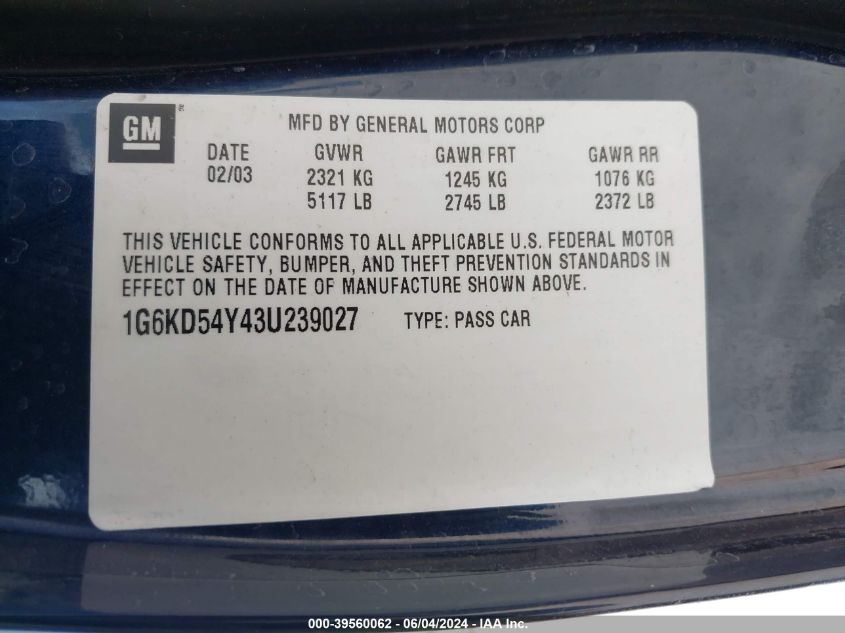 GM
MFD BY GENERAL MOTORS CORP
DATE GVWR GAWR FRT GAWR RR
02/03 2321 KG 1245 KG 1076 KG
5117 LB 2745 LB 2372 LB
THIS VEHICLE CONFORMS TO ALL APPLICABLE U.S. FEDERAL MOTOR
VEHICLE SAFETY, BUMPER, AND THEFT PREVENTION STANDARDS IN
EFFECT ON THE DATE OF MANUFACTURE SHOWN ABOVE.
1G6KD54Y43U239027 TYPE: PASS CAR
000-39560062 - 06/04/2024 - IAA Inc.